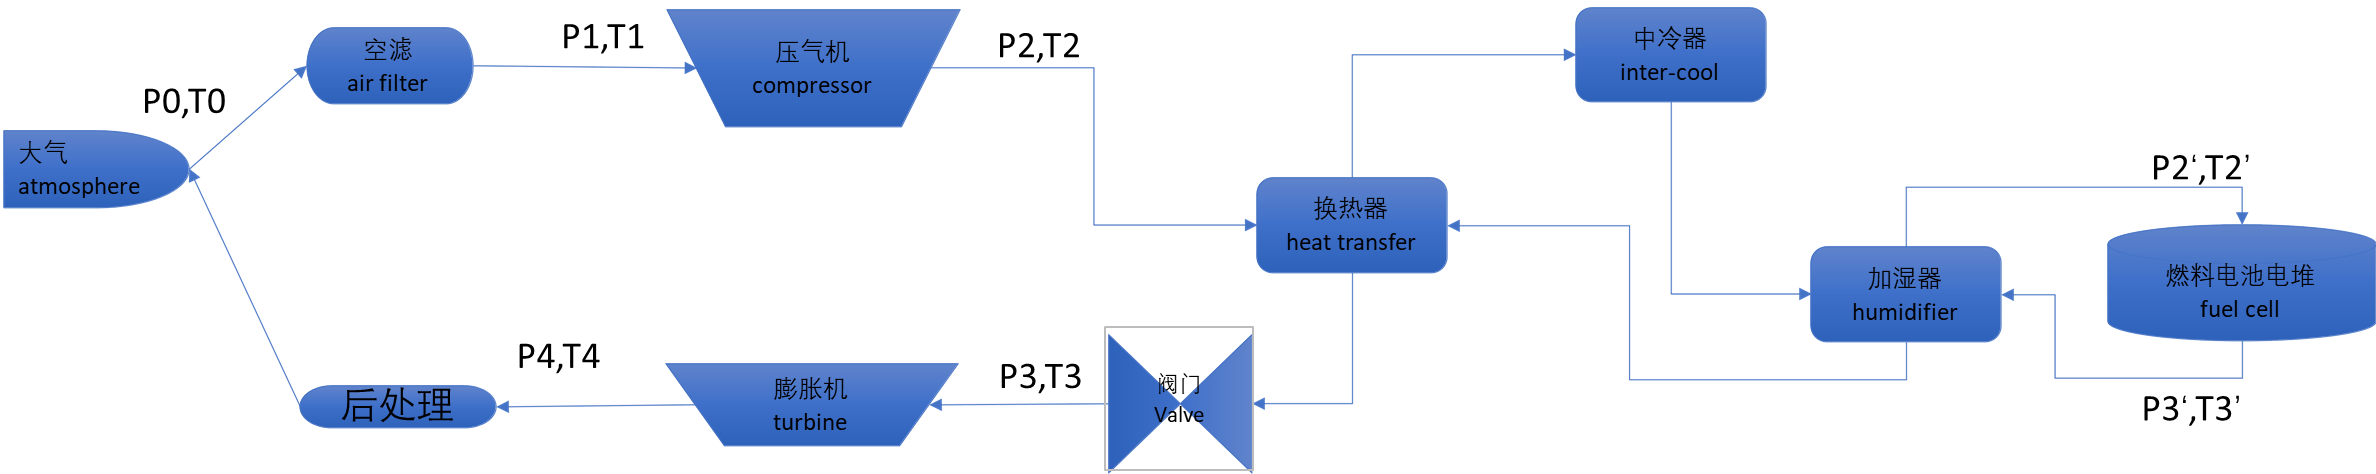 大气
atmosphere
P0,T0
空滤
air filter
P1,T1
压气机
compressor
P2,T2
换热器
heat transfer
中冷器
inter-cool
加湿器
humidifier
P2‘,T2’
燃料电池电堆
fuel cell
P3‘,T3’
阀门
Valve
P3,T3
膨胀机
turbine
P4,T4
后处理